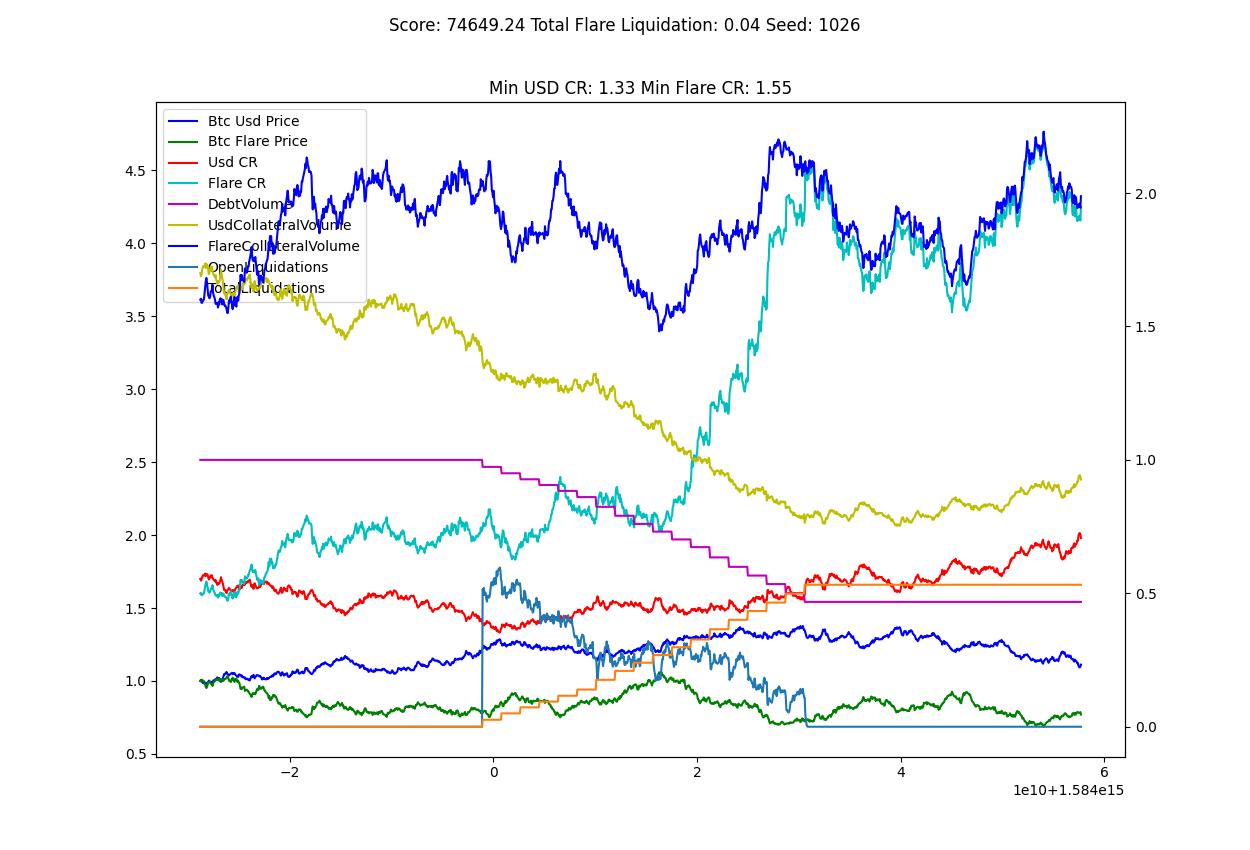 Score: 74649.24 Total Flare Liquidation: 0.04 Seed: 1026
Min USD CR: 1.33 Min Flare CR: 1.55
Btc Usd Price
Btc Flare Price
Usd CR
Flare CR
DebtVolume
UsdCollateralVolume
FlareCollateralVolume
OpenLiquidations
TotalLiquidations
4.5
4.0
3.5
3.0
2.5
2.0
1.5
1.0
0.5
2.0
1.5
1.0
0.5
0.0
−2 0 2 4 6
1e10+1.584e15